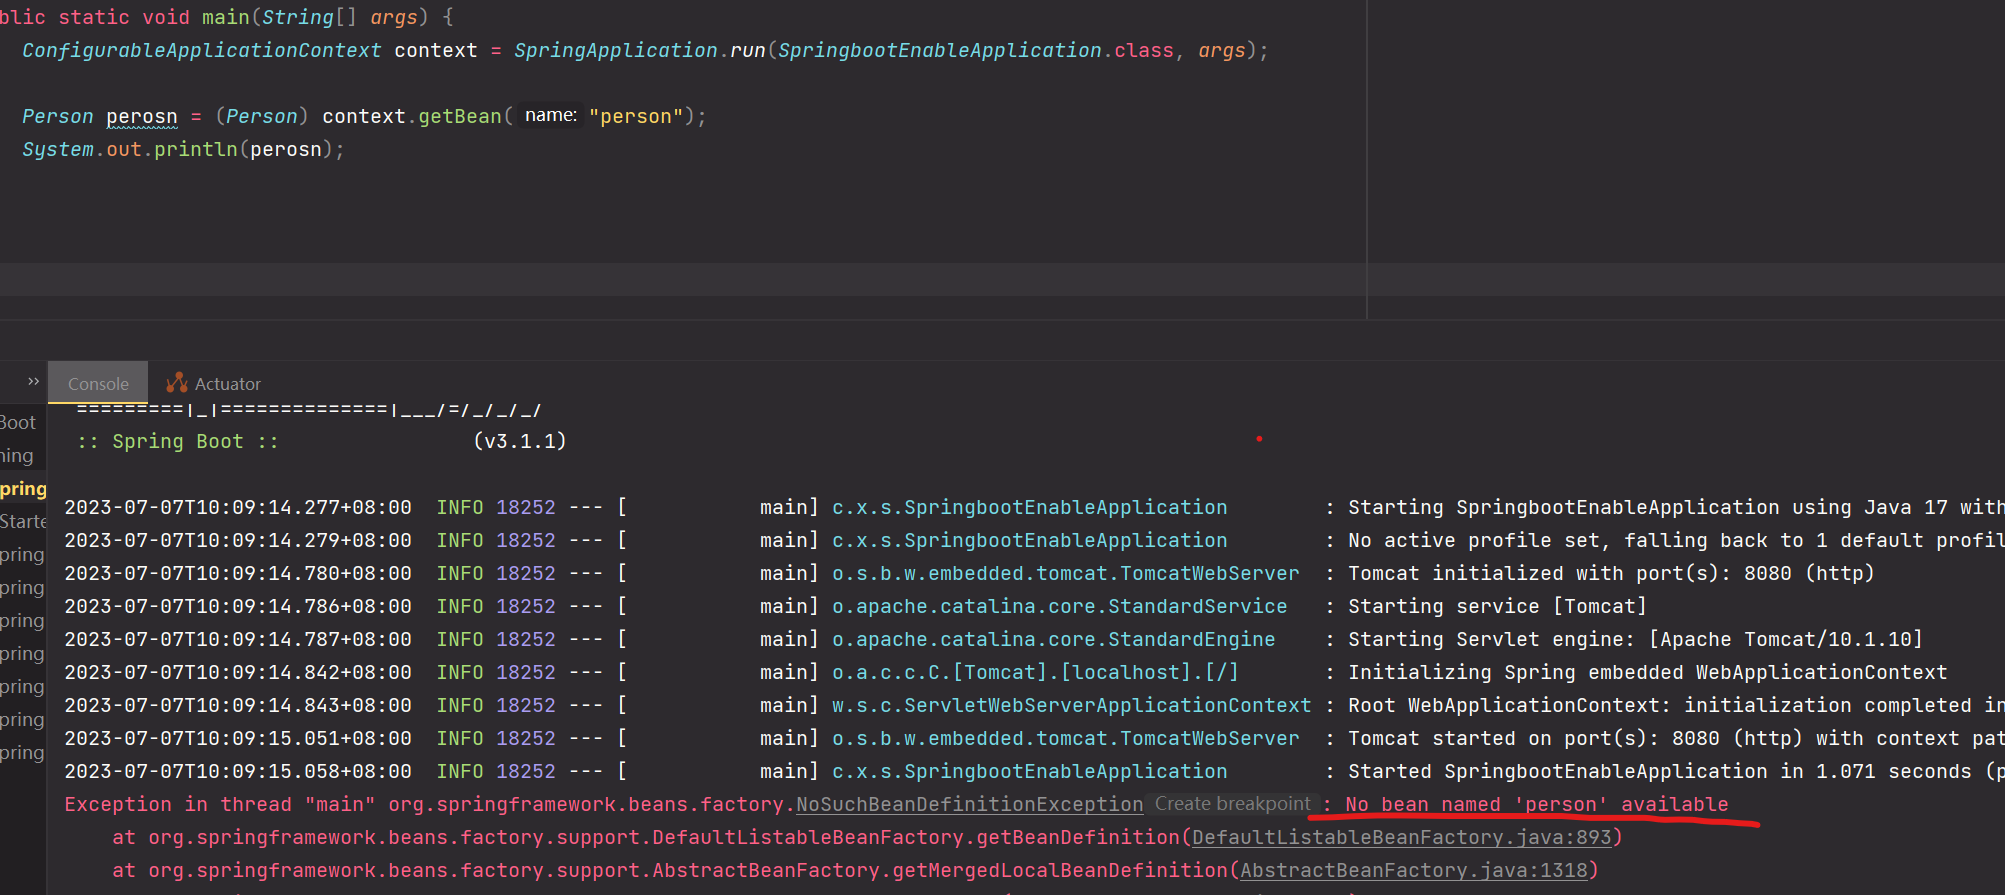 blic static void main(String[] args) {
ConfigurableApplicationContext context = SpringApplication.run(SpringbootEnableApplication.class, args);
Person perosn = (Person) context.getBean( name: "person");
System.out.println(perosn);
» Console Actuator
=========|_|==============|___/=/_/_/_/
Boot
:: Spring Boot :: (v3.1.1)
ning
pring
2023-07-07T10:09:14.277+08:00 INFO 18252 --- [ main] c.x.s.SpringbootEnableApplication : Starting SpringbootEnableApplication using Java 17 with
Starte
2023-07-07T10:09:14.279+08:00 INFO 18252 --- [ main] c.x.s.SpringbootEnableApplication : No active profile set, falling back to 1 default profil
pring
2023-07-07T10:09:14.780+08:00 INFO 18252 --- [ main] o.s.b.w.embedded.tomcat.TomcatWebServer : Tomcat initialized with port(s): 8080 (http)
pring
2023-07-07T10:09:14.786+08:00 INFO 18252 --- [ main] o.apache.catalina.core.StandardService : Starting service [Tomcat]
pring
2023-07-07T10:09:14.787+08:00 INFO 18252 --- [ main] o.apache.catalina.core.StandardEngine : Starting Servlet engine: [Apache Tomcat/10.1.10]
pring
2023-07-07T10:09:14.842+08:00 INFO 18252 --- [ main] o.a.c.c.C.[Tomcat].[localhost].[/] : Initializing Spring embedded WebApplicationContext
pring
2023-07-07T10:09:14.843+08:00 INFO 18252 --- [ main] w.s.c.ServletWebServerApplicationContext : Root WebApplicationContext: initialization completed in
pring
2023-07-07T10:09:15.051+08:00 INFO 18252 --- [ main] o.s.b.w.embedded.tomcat.TomcatWebServer : Tomcat started on port(s): 8080 (http) with context pat
pring
2023-07-07T10:09:15.058+08:00 INFO 18252 --- [ main] c.x.s.SpringbootEnableApplication : Started SpringbootEnableApplication in 1.071 seconds (p
Exception in thread "main" org.springframework.beans.factory.NoSuchBeanDefinitionException Create breakpoint : No bean named 'person' available
at org.springframework.beans.factory.support.DefaultListableBeanFactory.getBeanDefinition(DefaultListableBeanFactory.java:893)
at org.springframework.beans.factory.support.AbstractBeanFactory.getMergedLocalBeanDefinition(AbstractBeanFactory.java:1318)